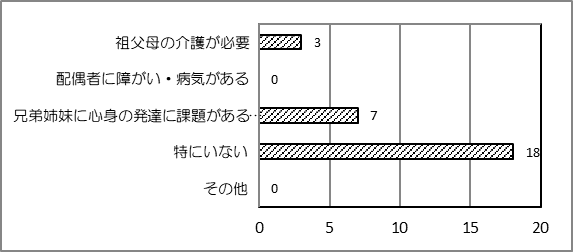 祖父母の介護が必要
3
配偶者に障がい・病気がある
0
兄弟姉妹に心身の発達に課題がある…
7
特にいない
18
その他
0
0 5 10 15 20